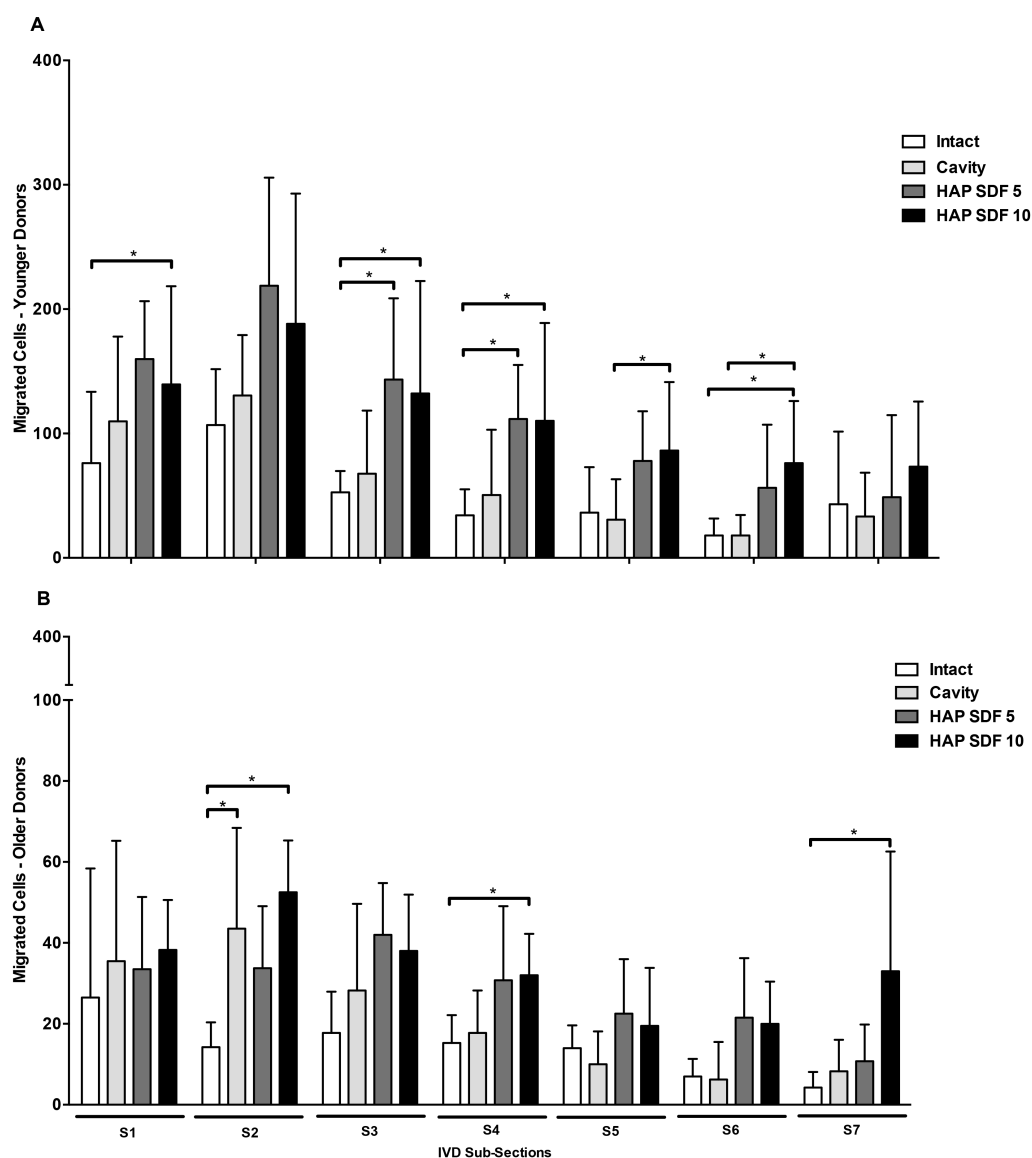 A
400
300
200
100
0
Migrated Cells - Younger Donors
Intact
Cavity
HAP SDF 5
HAP SDF 10
*
*
*
*
*
*
*
*
B
400
100
80
60
40
20
0
Migrated Cells - Older Donors
Intact
Cavity
HAP SDF 5
HAP SDF 10
*
*
*
*
S1 S2 S3 S4 S5 S6 S7
IVD Sub-Sections